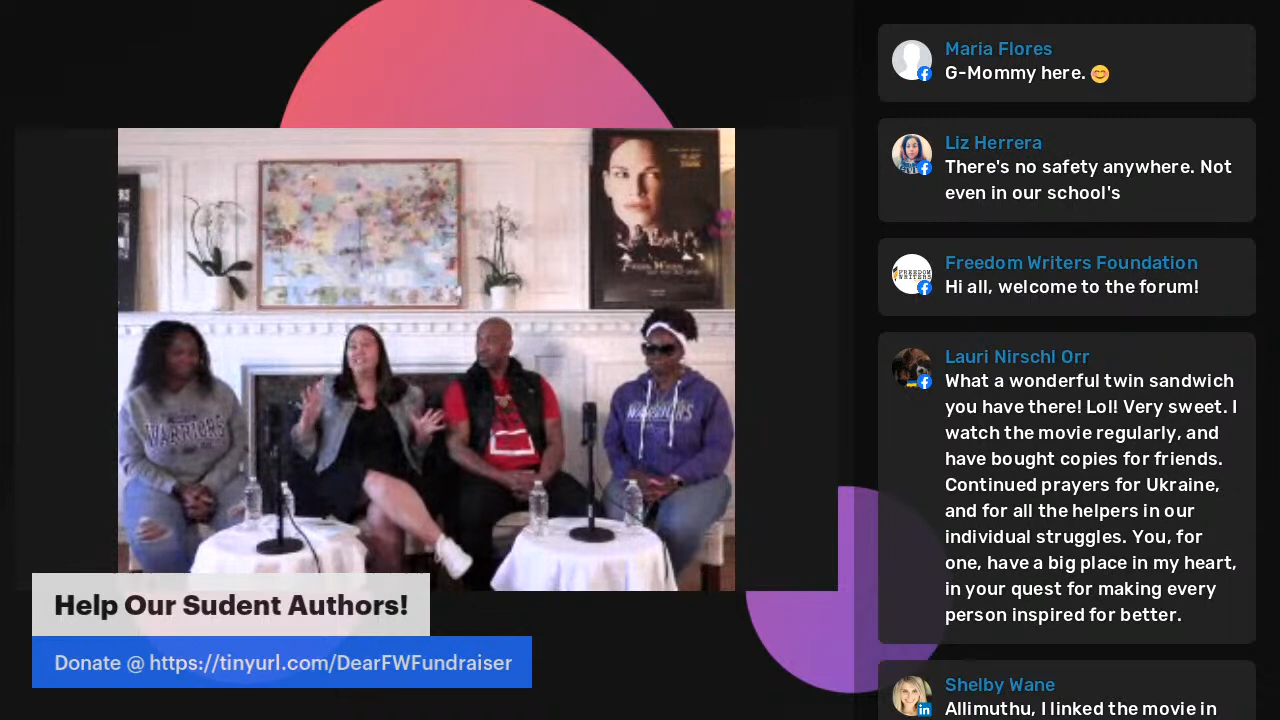 Maria Flores
G-Mommy here. 😊
Liz Herrera
There's no safety anywhere. Not
even in our school's
Freedom Writers Foundation
Hi all, welcome to the forum!
Lauri Nirschl Orr
What a wonderful twin sandwich
you have there! Lol! Very sweet. I
watch the movie regularly, and
have bought copies for friends.
Continued prayers for Ukraine,
and for all the helpers in our
individual struggles. You, for
one, have a big place in my heart,
in your quest for making every
person inspired for better.
Shelby Wane
Allimuthu, I linked the movie in
WARRIORS
WARRIORS
Help Our Sudent Authors!
Donate @ https://tinyurl.com/DearFWFundraiser